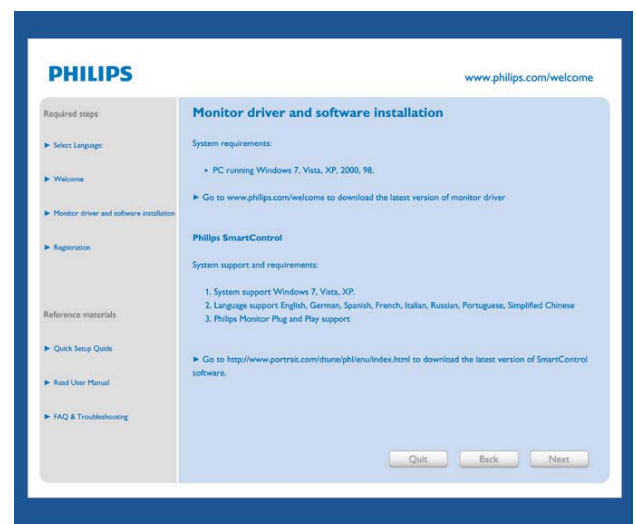 PHILIPS
www.philips.com/welcome
Required steps
► Select Language:
► Welcome
► Monitor driver and software installation
► Registration
Reference materials
► Quick Setup Quide
► Read User Manual
► FAQ & Troubleshooting
Monitor driver and software installation
System requirements:
• PC running Windows 7, Vista, XP, 2000, 98.
► Go to www.philips.com/welcome to download the latest version of monitor driver
Philips SmartControl
System support and requirements:
1. System support Windows 7, Vista, XP.
2. Language support English, German, Spanish, French, Italian, Russian, Portuguese, Simplified Chinese
3. Philips Monitor Plug and Play support
► Go to http://www.portrait.com/dtune/phl/enu/index.html to download the latest version of SmartControl
software.
Quit Back Next